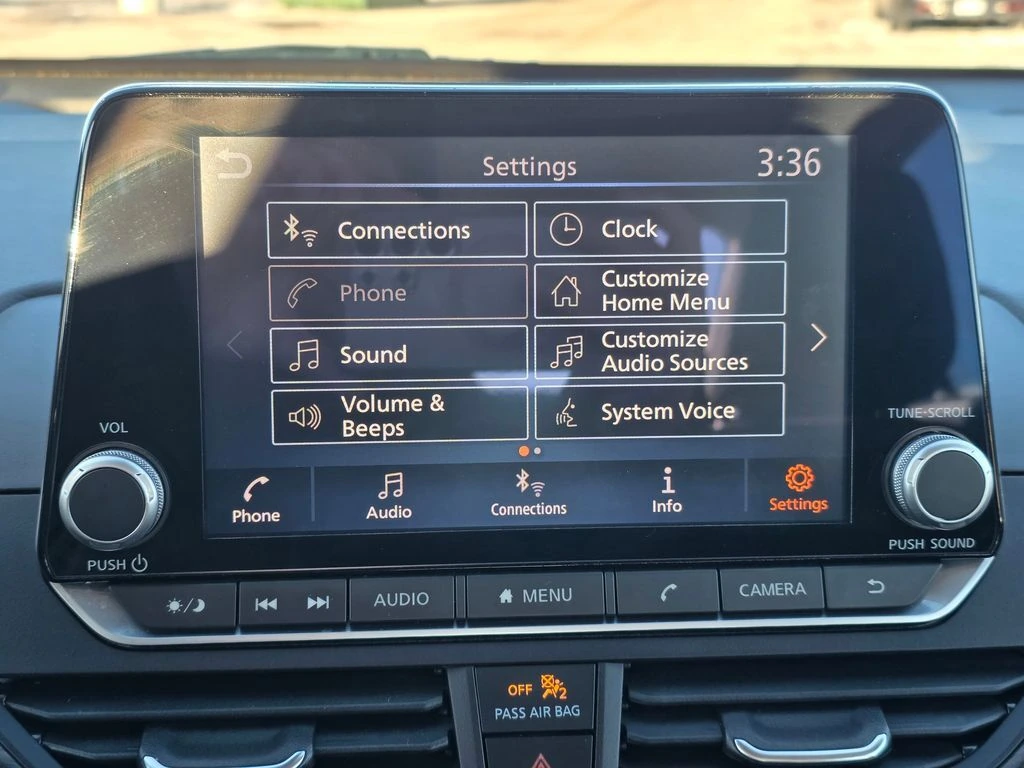 Settings
3:36
Connections
Clock
Phone
Customize
Home Menu
Sound
Customize
Audio Sources
Volume &
Beeps
System Voice
VOL
TUNE·SCROLL
Phone
Audio
Connections
Info
Settings
PUSH
PUSH SOUND
AUDIO
MENU
CAMERA
OFF
2
PASS AIR BAG